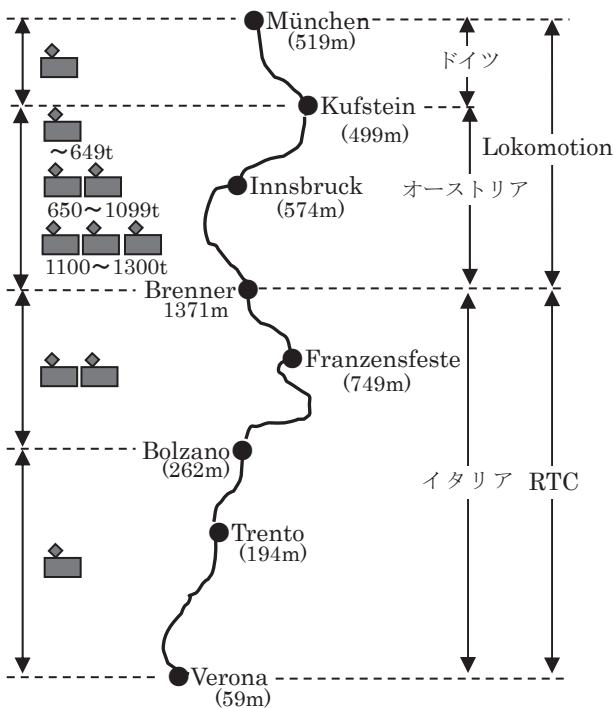 München
(519m)
ドイツ
Kufstein
(499m)
～649t
Lokomotion
650～1099t
Innsbruck
(574m)
オーストリア
1100～1300t
Brenner
1371m
Franzensfeste
(749m)
Bolzano
(262m)
イタリア
RTC
Trento
(194m)
Verona
(59m)